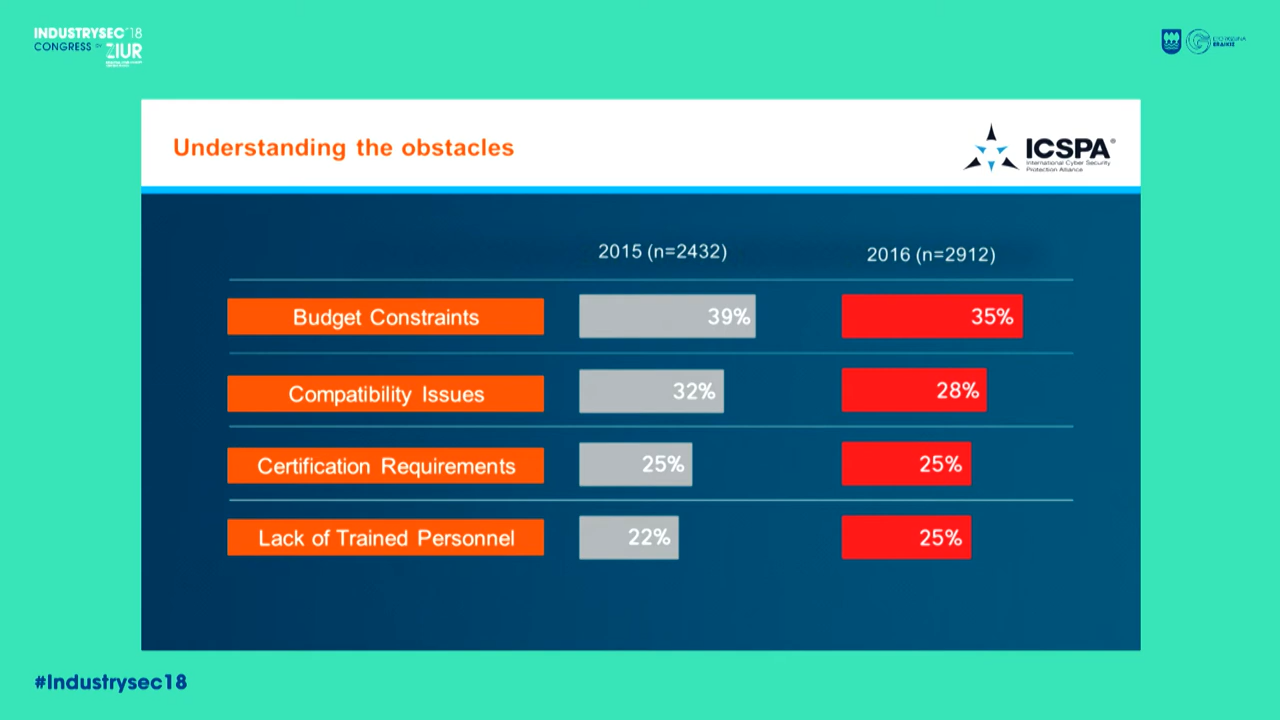 INDUSTRYSEC'18
CONGRESS BY ZIUR
Understanding the obstacles
ICSPA®
International Cyber Security
Protection Alliance
2015 (n=2432)
2016 (n=2912)
Budget Constraints
39%
35%
Compatibility Issues
32%
28%
Certification Requirements
25%
25%
Lack of Trained Personnel
22%
25%
#Industrysec18